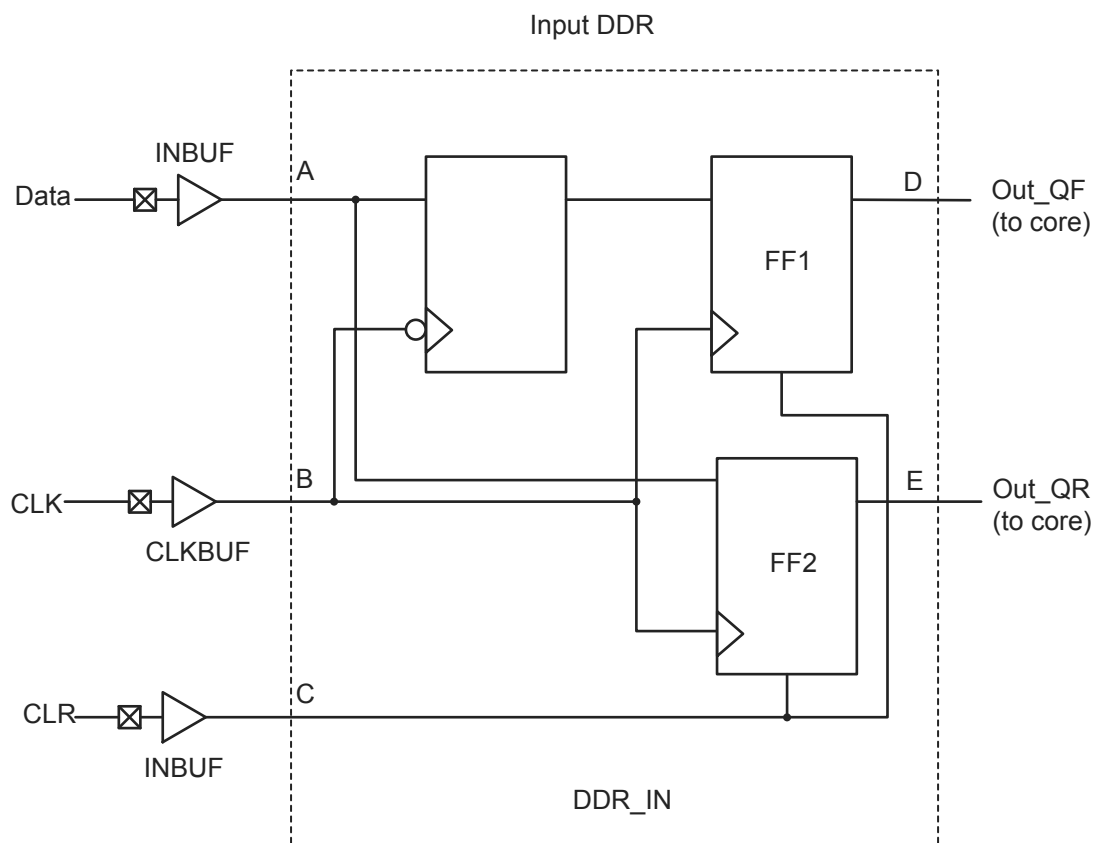 Input DDR
INBUF
A
Data
D
Out_QF
(to core)
FF1
B
CLK
E
Out_QR
(to core)
CLKBUF
FF2
C
CLR
INBUF
DDR_IN